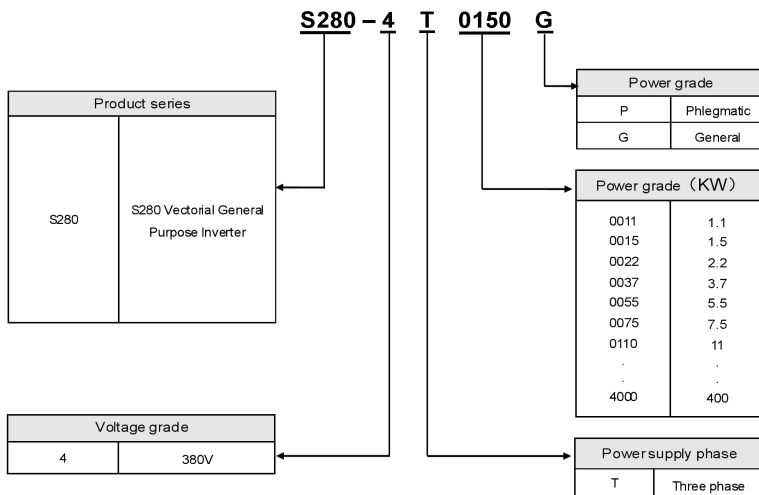 S280 – 4 T 0150 G
Product series
S280 S280 Vectorial General
Purpose Inverter
Voltage grade
4 380V
Power grade
P Phlegmatic
G General
Power grade（KW）
0011 1.1
0015 1.5
0022 2.2
0037 3.7
0055 5.5
0075 7.5
0110 11
. .
. .
4000 400
Power supply phase
T Three phase